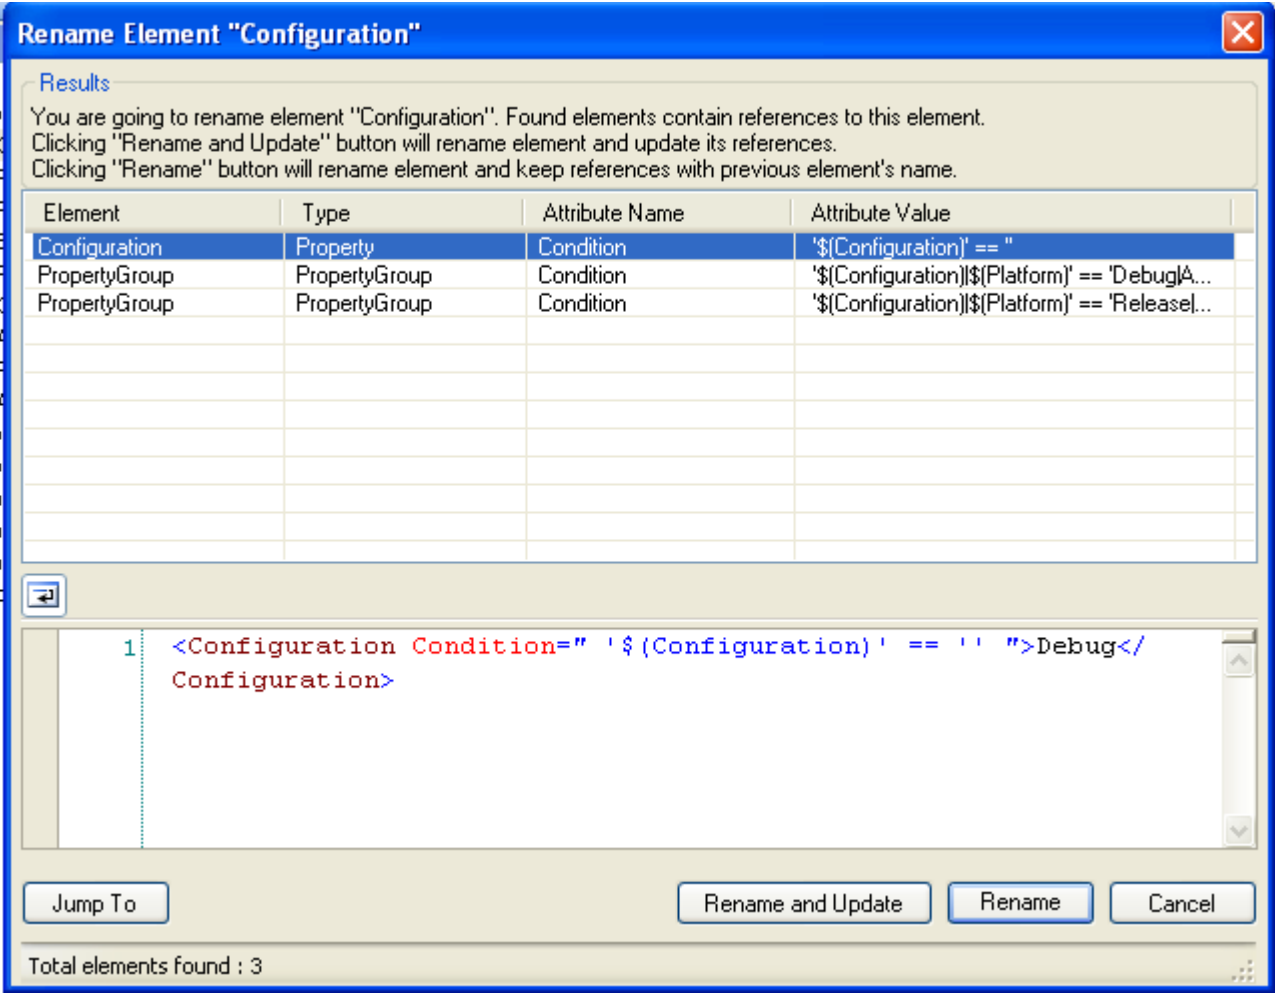 Rename Element "Configuration"
Results
You are going to rename element "Configuration". Found elements contain references to this element.
Clicking "Rename and Update" button will rename element and update its references.
Clicking "Rename" button will rename element and keep references with previous element's name.
Element Type Attribute Name Attribute Value
Configuration Property Condition '$(Configuration)' == ''
PropertyGroup PropertyGroup Condition '$(Configuration)|$(Platform)' == 'Debug|A...
PropertyGroup PropertyGroup Condition '$(Configuration)|$(Platform)' == 'Release|...
1 <Configuration Condition=" '$(Configuration)' == '' ">Debug</
Configuration>
Jump To Rename and Update Rename Cancel
Total elements found : 3